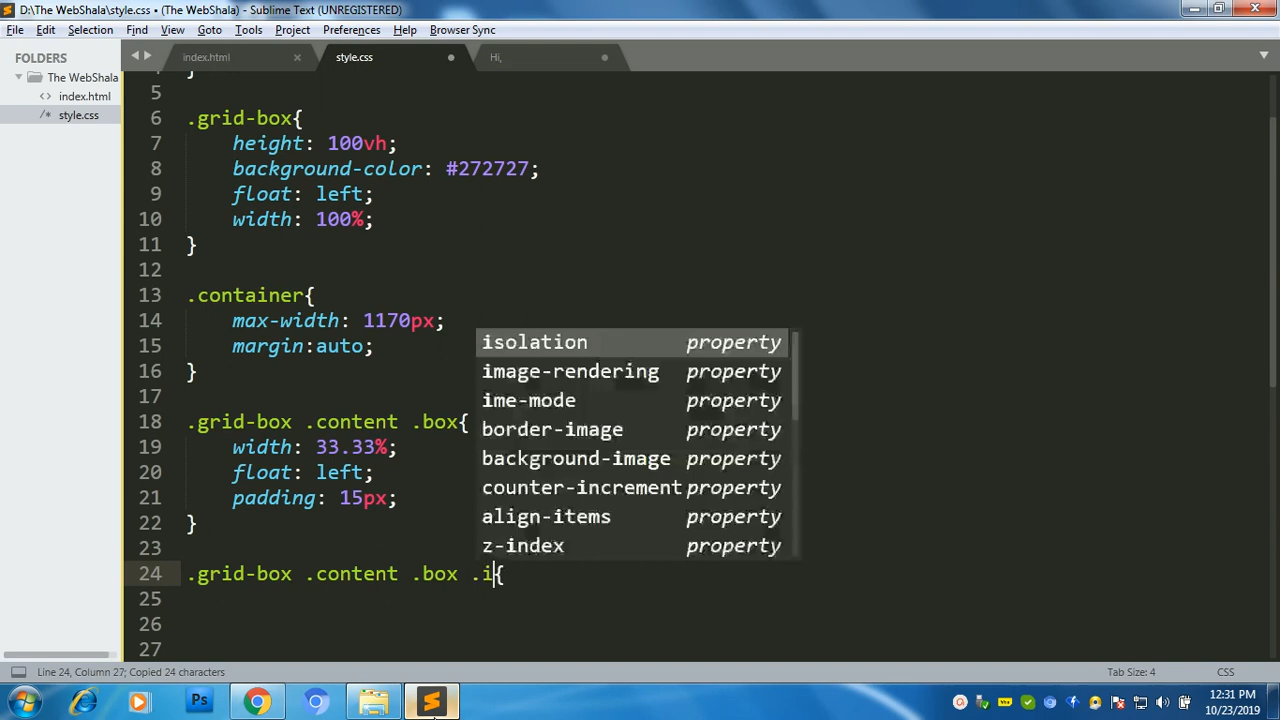 D:\The WebShala\style.css • (The WebShala) - Sublime Text (UNREGISTERED)
File Edit Selection Find View Goto Tools Project Preferences Help Browser Sync
FOLDERS
The WebShala
<> index.html
/* style.css
index.html style.css Hi,
4 }
5
6 .grid-box{
7 height: 100vh;
8 background-color: #272727;
9 float: left;
10 width: 100%;
11 }
12
13 .container{
14 max-width: 1170px;
15 margin:auto;
16 }
17
18 .grid-box .content .box{
19 width: 33.33%;
20 float: left;
21 padding: 15px;
22 }
23
24 .grid-box .content .box .i{
25
26
27
isolation property
image-rendering property
ime-mode property
border-image property
background-image property
counter-increment property
align-items property
z-index property
Line 24, Column 27; Copied 24 characters
Tab Size: 4 CSS
Ps
12:31 PM
10/23/2019